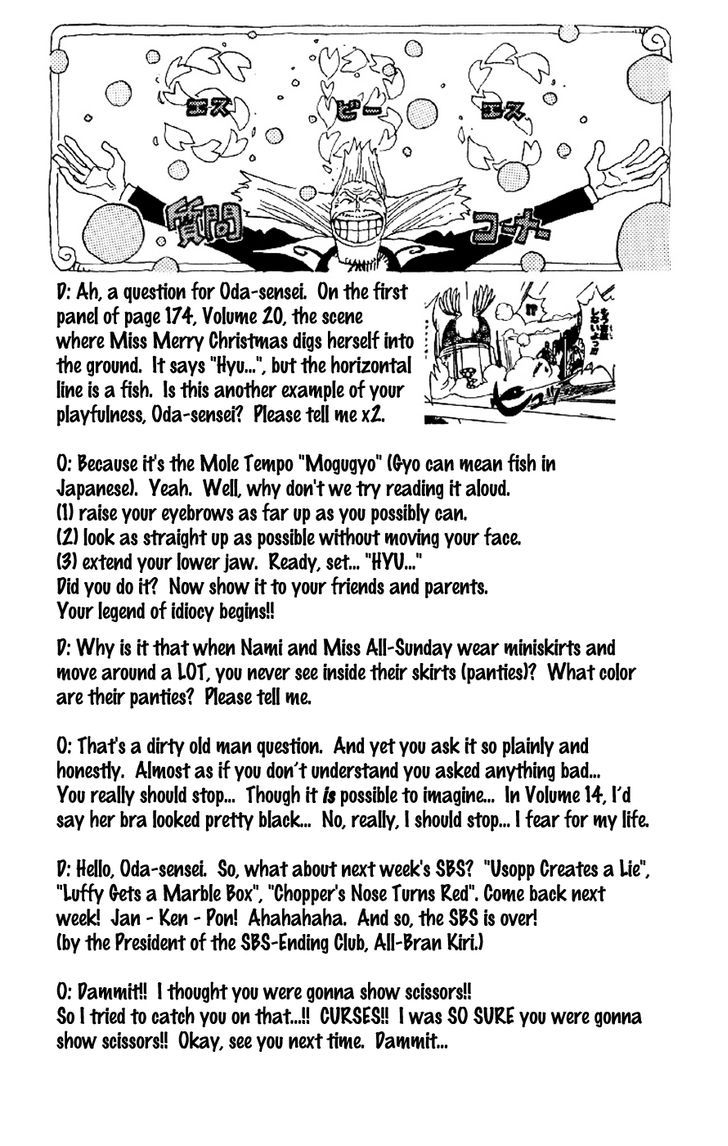 エス
ビー
エス
質問
コーナー
D: Ah, a question for Oda-sensei. On the first
panel of page 174, Volume 20, the scene
where Miss Merry Christmas digs herself into
the ground. It says "Hyu...", but the horizontal
line is a fish. Is this another example of your
playfulness, Oda-sensei? Please tell me x2.
!?
しないよっ!!
ヒュッ
O: Because it's the Mole Tempo "Mogugyo" (Gyo can mean fish in
Japanese). Yeah. Well, why don't we try reading it aloud.
(1) raise your eyebrows as far up as you possibly can.
(2) look as straight up as possible without moving your face.
(3) extend your lower jaw. Ready, set... "HYU..."
Did you do it? Now show it to your friends and parents.
Your legend of idiocy begins!!
D: Why is it that when Nami and Miss All-Sunday wear miniskirts and
move around a LOT, you never see inside their skirts (panties)? What color
are their panties? Please tell me.
O: That's a dirty old man question. And yet you ask it so plainly and
honestly. Almost as if you don't understand you asked anything bad...
You really should stop... Though it is possible to imagine... In Volume 14, I'd
say her bra looked pretty black... No, really, I should stop... I fear for my life.
D: Hello, Oda-sensei. So, what about next week's SBS? "Usopp Creates a Lie",
"Luffy Gets a Marble Box", "Chopper's Nose Turns Red". Come back next
week! Jan - Ken - Pon! Ahahahaha. And so, the SBS is over!
(by the President of the SBS-Ending Club, All-Bran Kiri.)
O: Dammit!! I thought you were gonna show scissors!!
So I tried to catch you on that...!! CURSES!! I was SO SURE you were gonna
show scissors!! Okay, see you next time. Dammit...